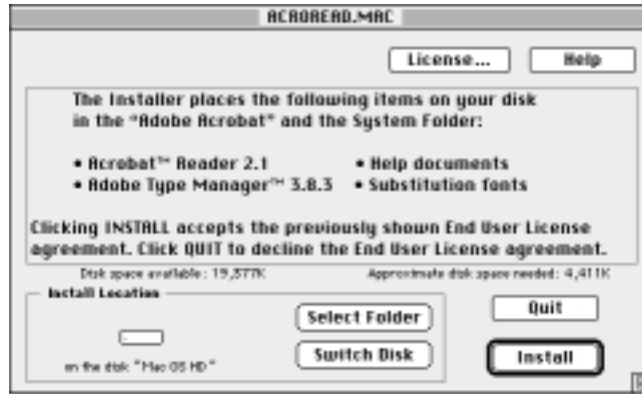 ACROREAD.MAC
License... Help
The Installer places the following items on your disk
in the "Adobe Acrobat" and the System Folder:
• Acrobat™ Reader 2.1 • Help documents
• Adobe Type Manager™ 3.8.3 • Substitution fonts
Clicking INSTALL accepts the previously shown End User License
agreement. Click QUIT to decline the End User License agreement.
Disk space available: 19,377K Approximate disk space needed: 4,411K
Install Location
Select Folder
Quit
Switch Disk
Install
on the disk "Mac OS HD"